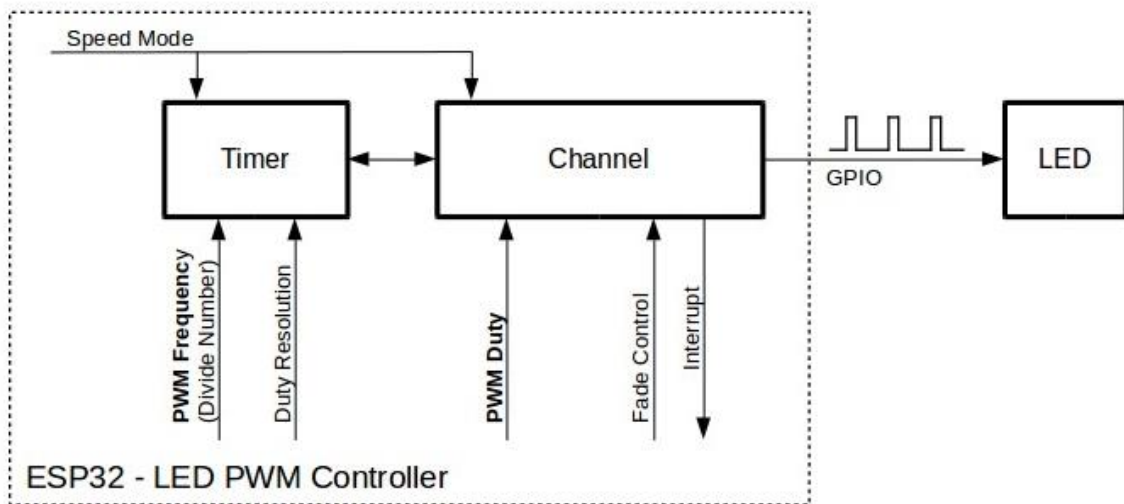 Speed Mode
Timer
Channel
GPIO
LED
PWM Frequency
(Divide Number)
Duty Resolution
PWM Duty
Fade Control
Interrupt
ESP32 - LED PWM Controller